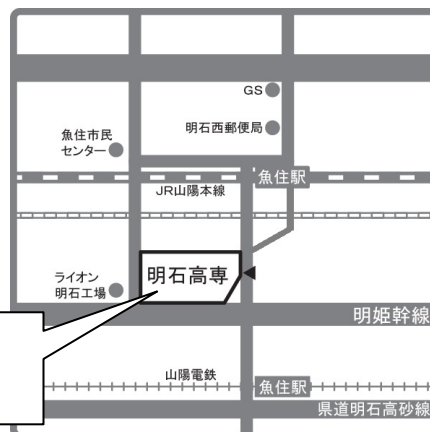 GS
明石西郵便局
魚住市民
センター
魚住駅
JR山陽本線
明石高専
ライオン
明石工場
明姫幹線
山陽電鉄
魚住駅
県道明石高砂線